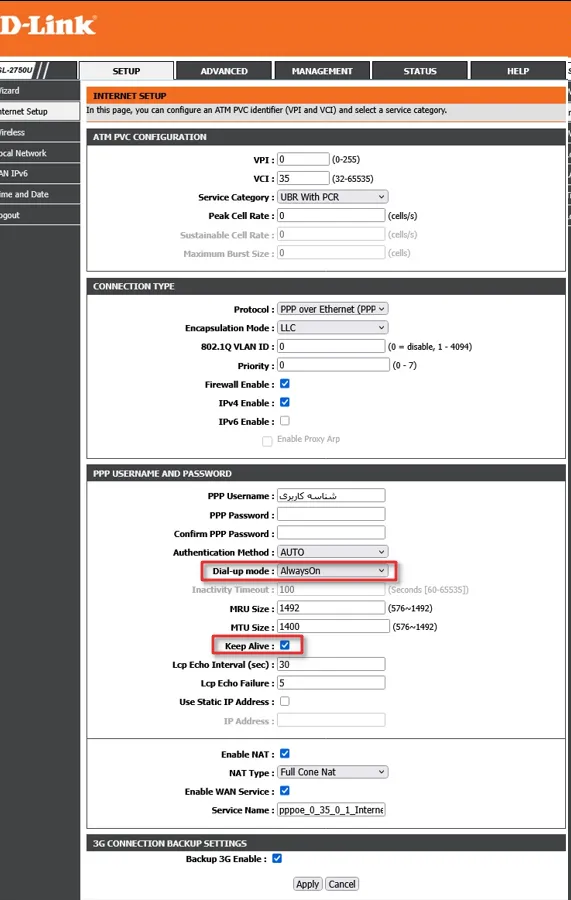 D-Link
SL-2750U
SETUP ADVANCED MANAGEMENT STATUS HELP
Wizard
Internet Setup
Wireless
Local Network
LAN IPv6
Time and Date
Logout
INTERNET SETUP
In this page, you can configure an ATM PVC identifier (VPI and VCI) and select a service category.
ATM PVC CONFIGURATION
VPI : 0 (0-255)
VCI : 35 (32-65535)
Service Category : UBR With PCR
Peak Cell Rate : 0 (cells/s)
Sustainable Cell Rate : 0 (cells/s)
Maximum Burst Size : 0 (cells)
CONNECTION TYPE
Protocol : PPP over Ethernet (PPP
Encapsulation Mode : LLC
802.1Q VLAN ID : 0 (0 = disable, 1 - 4094)
Priority : 0 (0 - 7)
Firewall Enable :
IPv4 Enable :
IPv6 Enable :
Enable Proxy Arp
PPP USERNAME AND PASSWORD
PPP Username : شناسه کاربری
PPP Password :
Confirm PPP Password :
Authentication Method : AUTO
Dial-up mode : AlwaysOn
Inactivity Timeout : 100 (Seconds [60-65535])
MRU Size : 1492 (576~1492)
MTU Size : 1400 (576~1492)
Keep Alive :
Lcp Echo Interval (sec) : 30
Lcp Echo Failure : 5
Use Static IP Address :
IP Address :
Enable NAT :
NAT Type : Full Cone Nat
Enable WAN Service :
Service Name : pppoe_0_35_0_1_Interne
3G CONNECTION BACKUP SETTINGS
Backup 3G Enable :
Apply Cancel